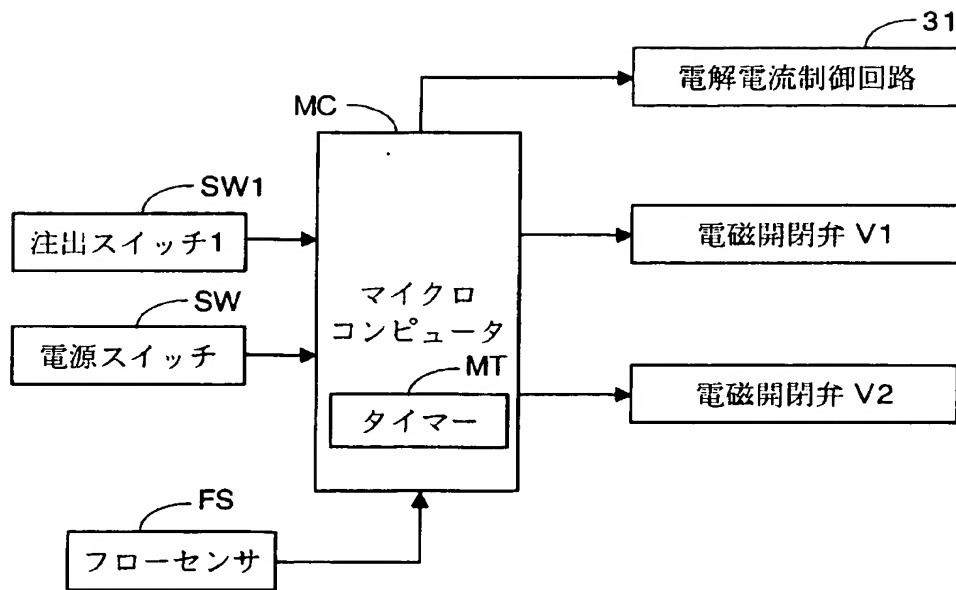 31
電解電流制御回路
MC
SW1
注出スイッチ1
電磁開閉弁 V1
マイクロ
コンピュータ
SW
電源スイッチ
MT
タイマー
電磁開閉弁 V2
FS
フローセンサ